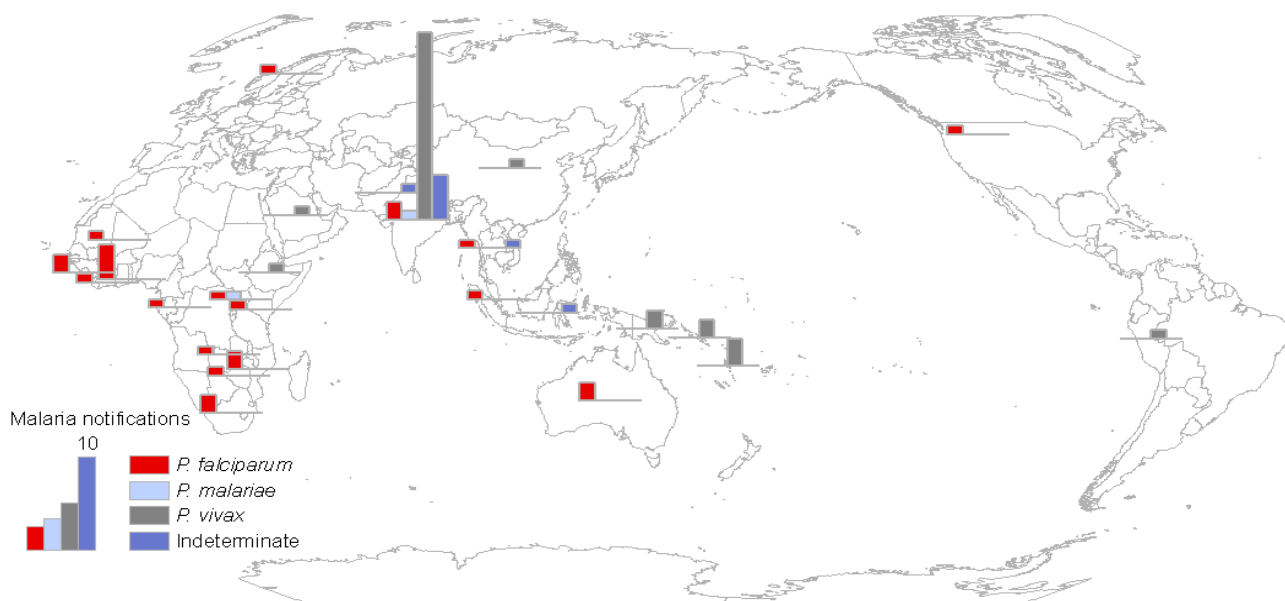 Malaria notifications
10
P. falciparum
P. malariae
P. vivax
Indeterminate